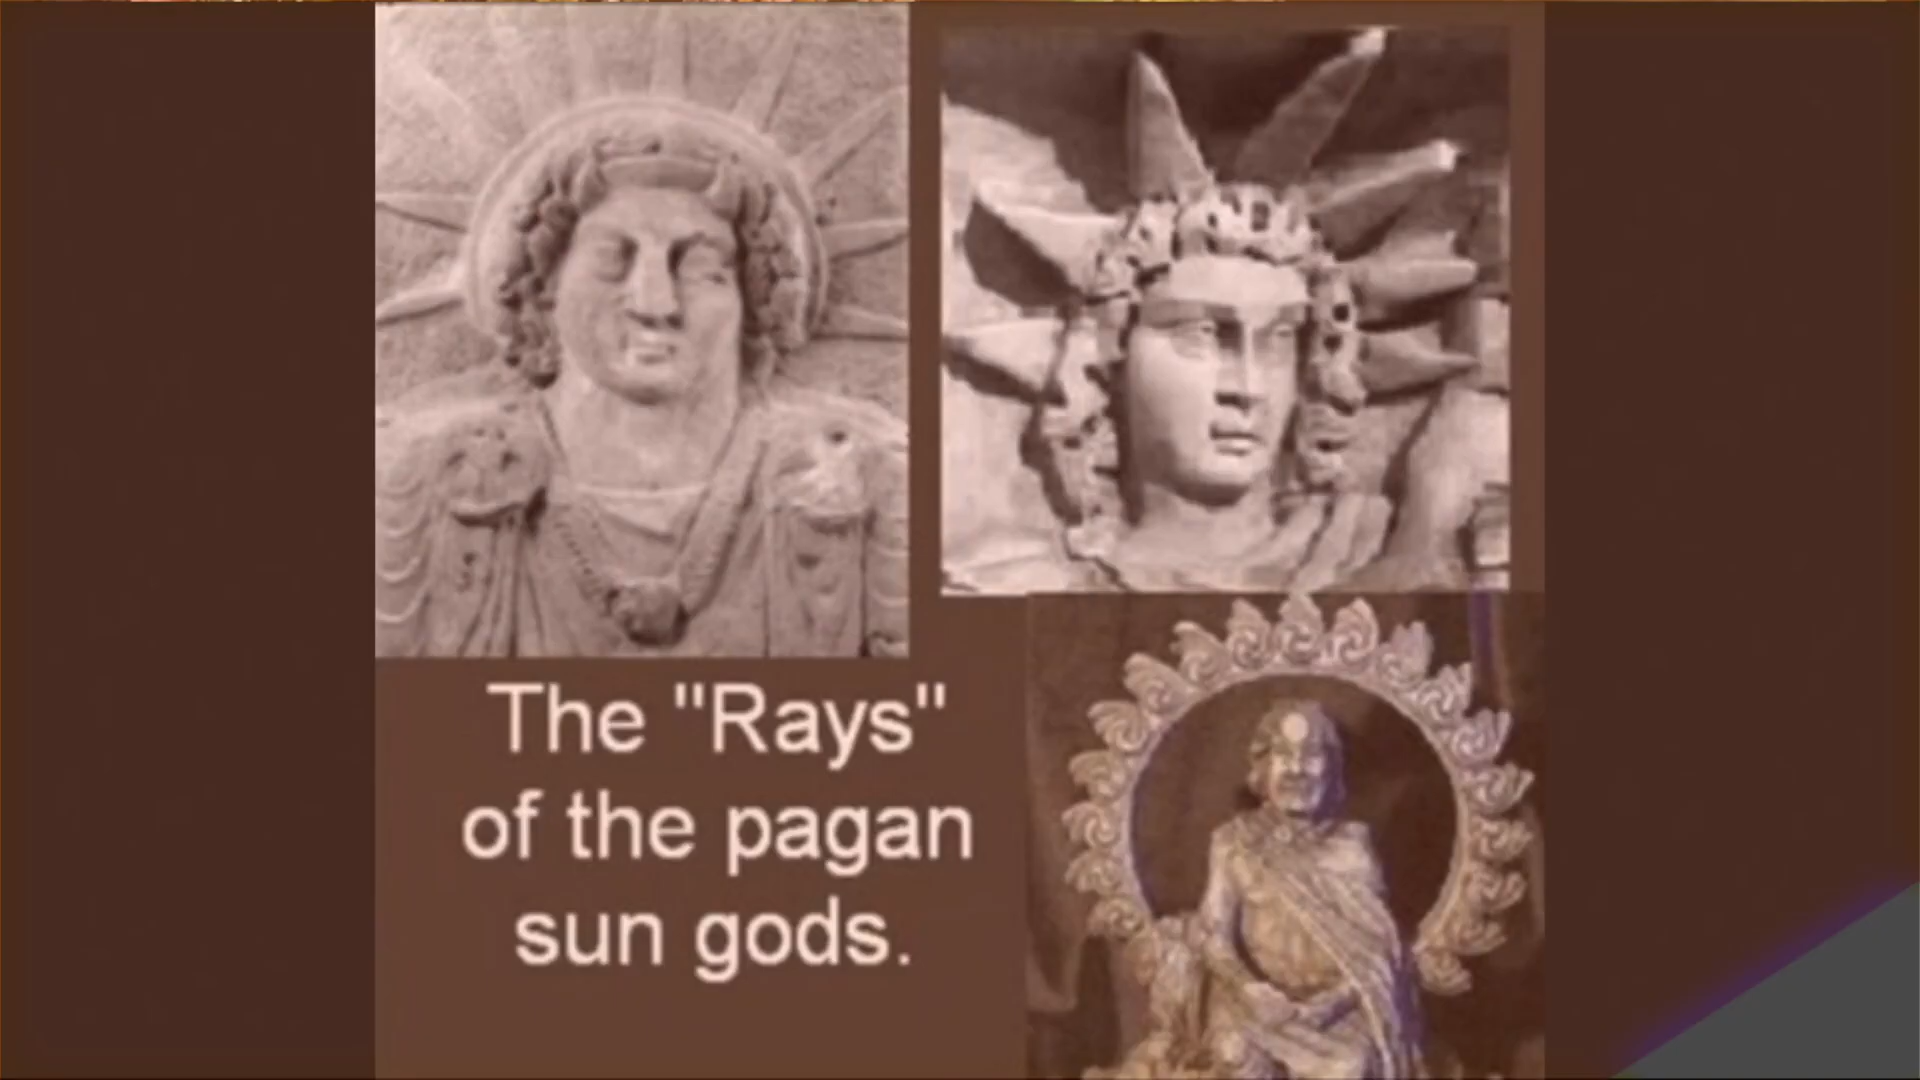 The "Rays"
of the pagan
sun gods.